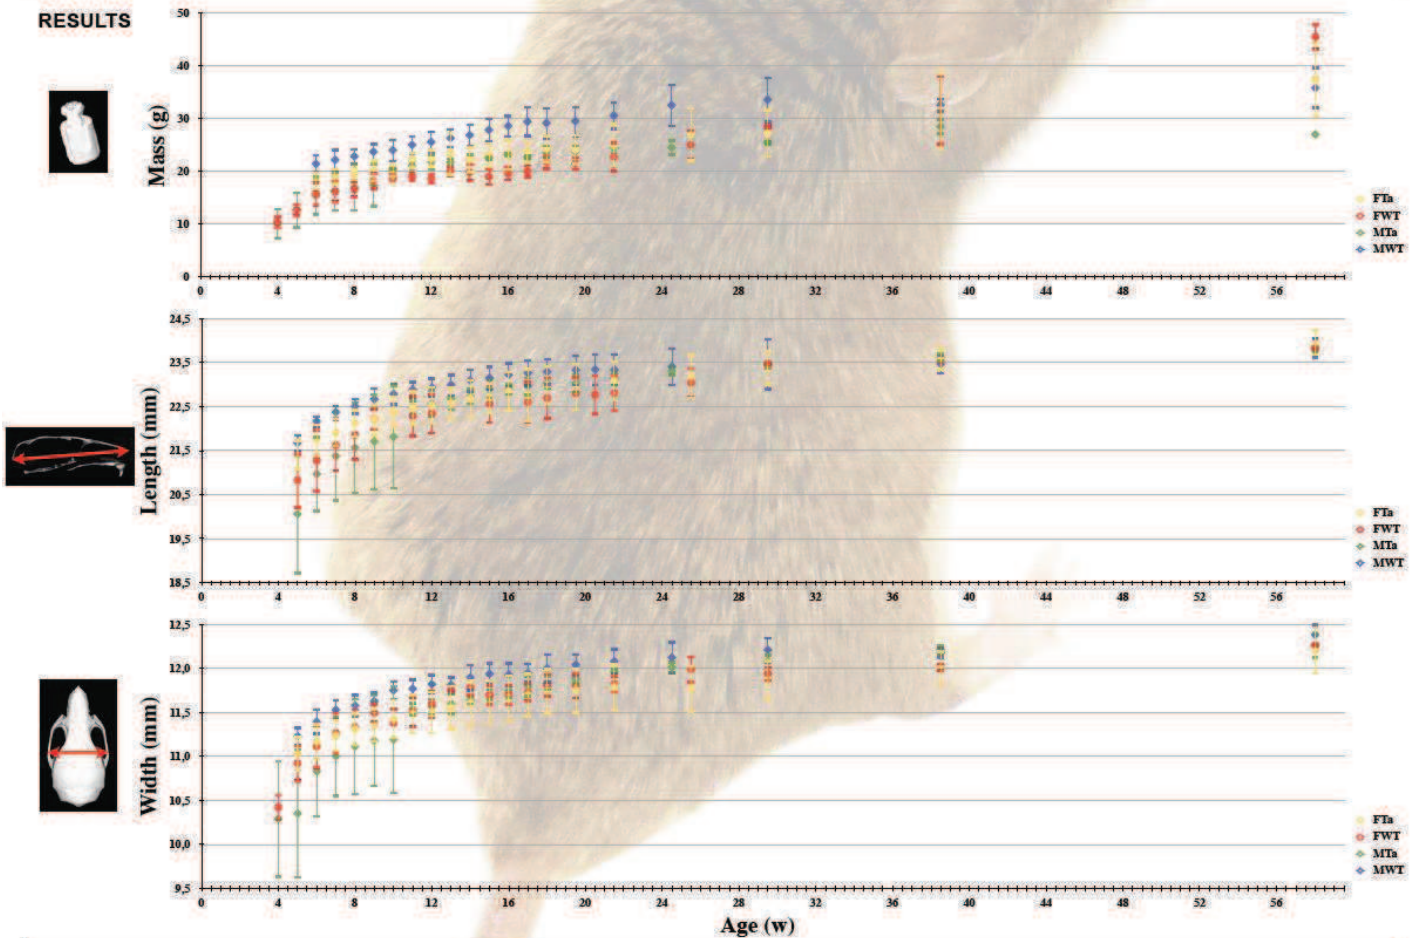 RESULTS
Mass (g)
50
40
30
20
10
0
0 4 8 12 16 20 24 28 32 36 40 44 48 52 56
FTa
FWT
MTa
MWT
Length (mm)
24,5
23,5
22,5
21,5
20,5
19,5
18,5
0 4 8 12 16 20 24 28 32 36 40 44 48 52 56
FTa
FWT
MTa
MWT
Width (mm)
12,5
12,0
11,5
11,0
10,5
10,0
9,5
0 4 8 12 16 20 24 28 32 36 40 44 48 52 56
FTa
FWT
MTa
MWT
Age (w)